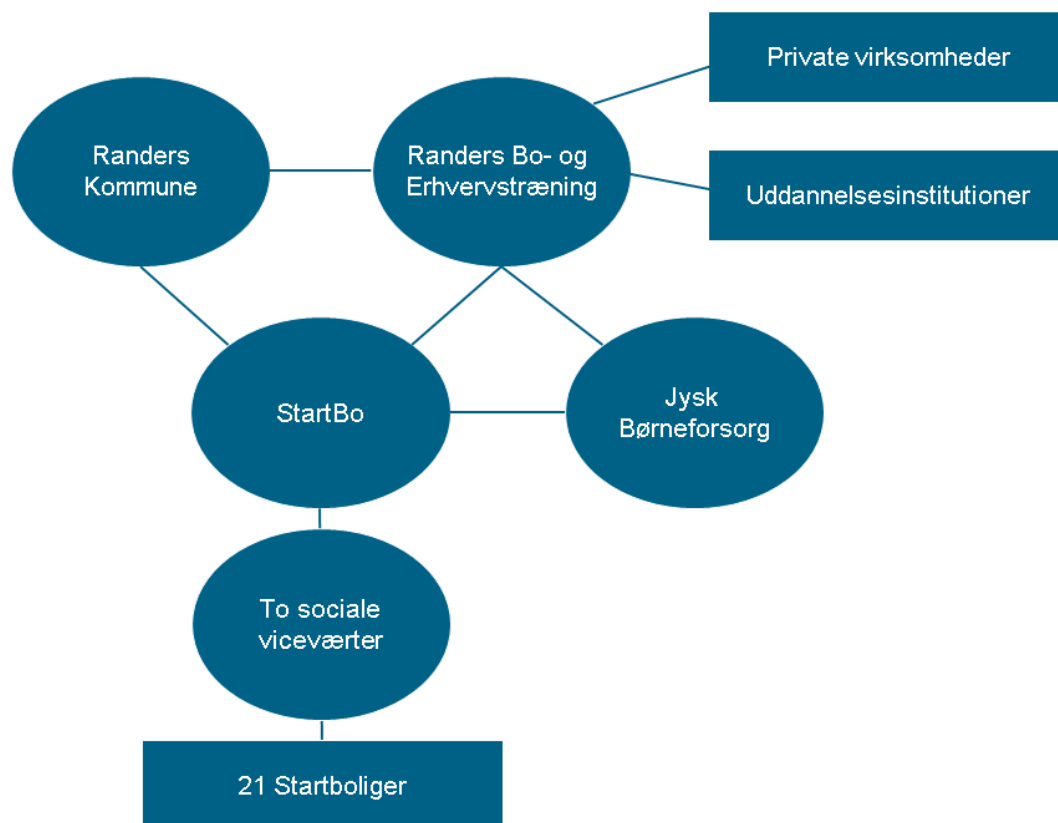 Private virksomheder
Randers
Kommune
Randers Bo- og
Erhvervstræning
Uddannelsesinstitutioner
StartBo
Jysk
Børneforsorg
To sociale
viceværter
21 Startboliger